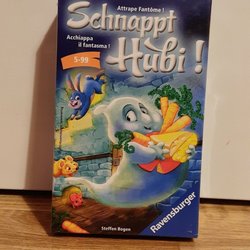 Attrape Fantôme !
Schnappt
Hubi !
Acchiappa
il fantasma !
5-99
Steffen Bogen
Ravensburger